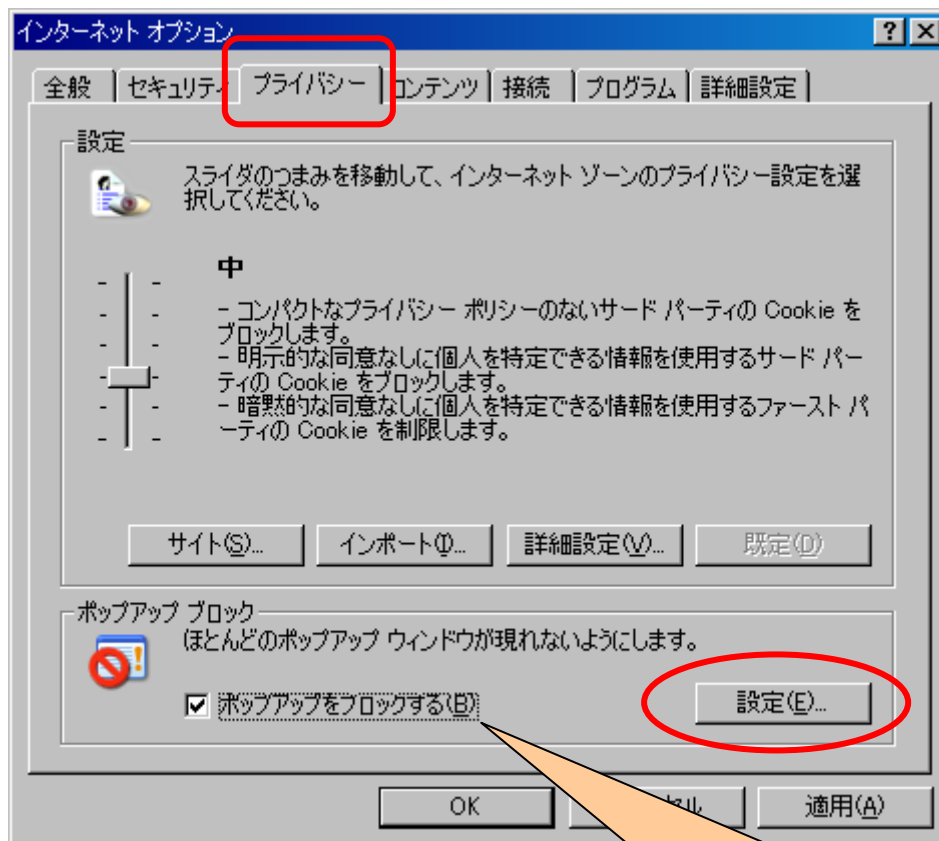 インターネット オプション
全般 セキュリティ プライバシー コンテンツ 接続 プログラム 詳細設定
設定
スライダのつまみを移動して、インターネット ゾーンのプライバシー設定を選
択してください。
中
- コンパクトなプライバシー ポリシーのないサード パーティの Cookie を
ブロックします。
- 明示的な同意なしに個人を特定できる情報を使用するサード パー
ティの Cookie をブロックします。
- 暗黙的な同意なしに個人を特定できる情報を使用するファースト パ
ーティの Cookie を制限します。
サイト(S)... インポート(I)... 詳細設定(V)... 既定(D)
ポップアップ ブロック
ほとんどのポップアップ ウィンドウが現れないようにします。
ポップアップをブロックする(B) 設定(E)...
OK セル 適用(A)